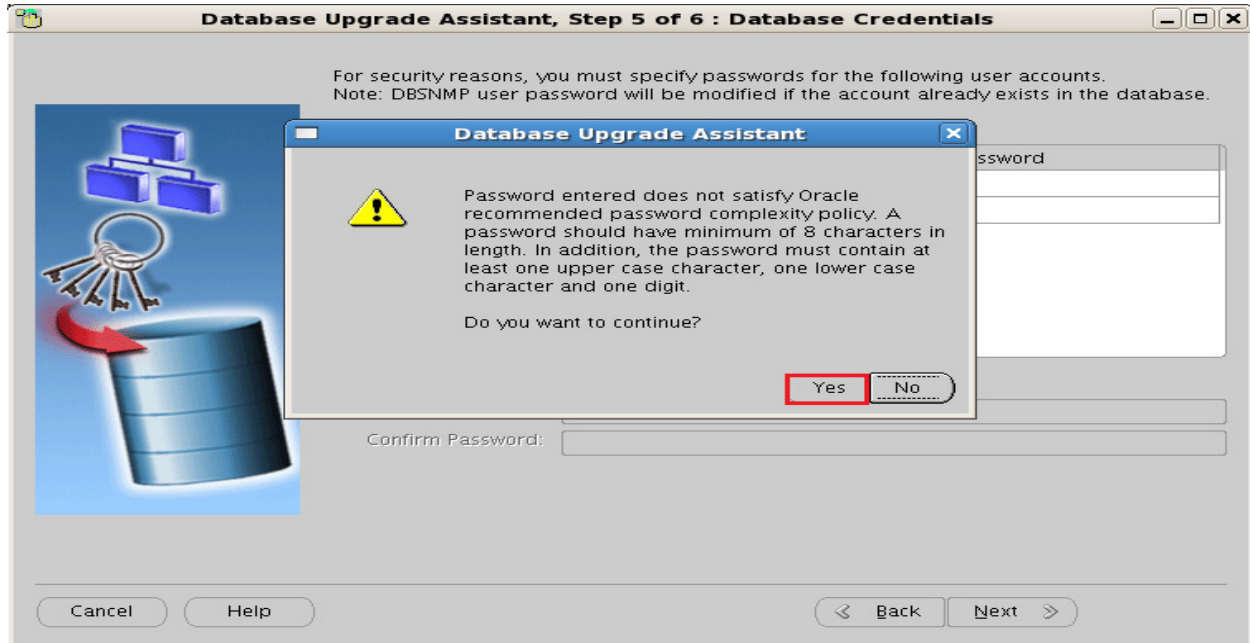 Database Upgrade Assistant, Step 5 of 6 : Database Credentials
For security reasons, you must specify passwords for the following user accounts.
Note: DBSNMP user password will be modified if the account already exists in the database.
Database Upgrade Assistant
ssword
Password entered does not satisfy Oracle
recommended password complexity policy. A
password should have minimum of 8 characters in
length. In addition, the password must contain at
least one upper case character, one lower case
character and one digit.
Do you want to continue?
Yes No
Confirm Password:
Cancel Help Back Next